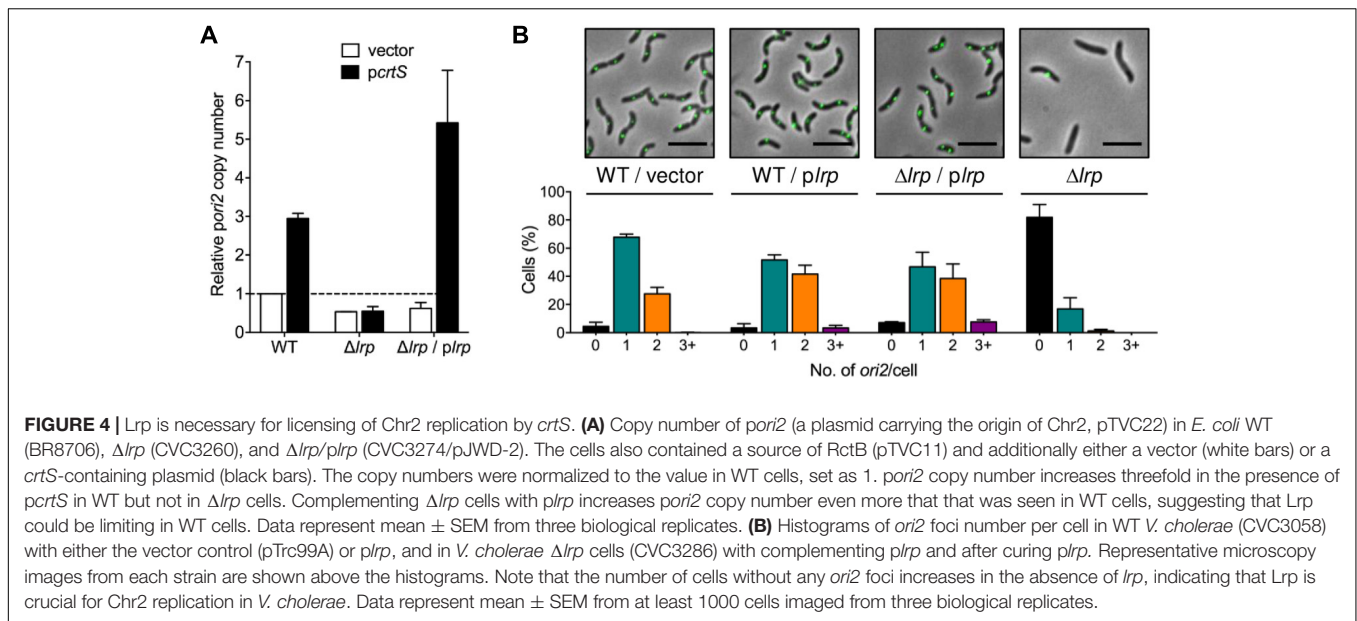 A
vector
pcrtS
Relative pori2 copy number
7
6
5
4
3
2
1
0
WT
Δlrp
Δlrp / plrp
B
WT / vector
WT / plrp
Δlrp / plrp
Δlrp
Cells (%)
100
80
60
40
20
0
0 1 2 3+
0 1 2 3+
0 1 2 3+
0 1 2 3+
No. of ori2/cell
FIGURE 4 | Lrp is necessary for licensing of Chr2 replication by crtS. (A) Copy number of pori2 (a plasmid carrying the origin of Chr2, pTVC22) in E. coli WT
(BR8706), Δlrp (CVC3260), and Δlrp/plrp (CVC3274/pJWD-2). The cells also contained a source of RctB (pTVC11) and additionally either a vector (white bars) or a
crtS-containing plasmid (black bars). The copy numbers were normalized to the value in WT cells, set as 1. pori2 copy number increases threefold in the presence of
pcrtS in WT but not in Δlrp cells. Complementing Δlrp cells with plrp increases pori2 copy number even more that that was seen in WT cells, suggesting that Lrp
could be limiting in WT cells. Data represent mean ± SEM from three biological replicates. (B) Histograms of ori2 foci number per cell in WT V. cholerae (CVC3058)
with either the vector control (pTrc99A) or plrp, and in V. cholerae Δlrp cells (CVC3286) with complementing plrp and after curing plrp. Representative microscopy
images from each strain are shown above the histograms. Note that the number of cells without any ori2 foci increases in the absence of lrp, indicating that Lrp is
crucial for Chr2 replication in V. cholerae. Data represent mean ± SEM from at least 1000 cells imaged from three biological replicates.